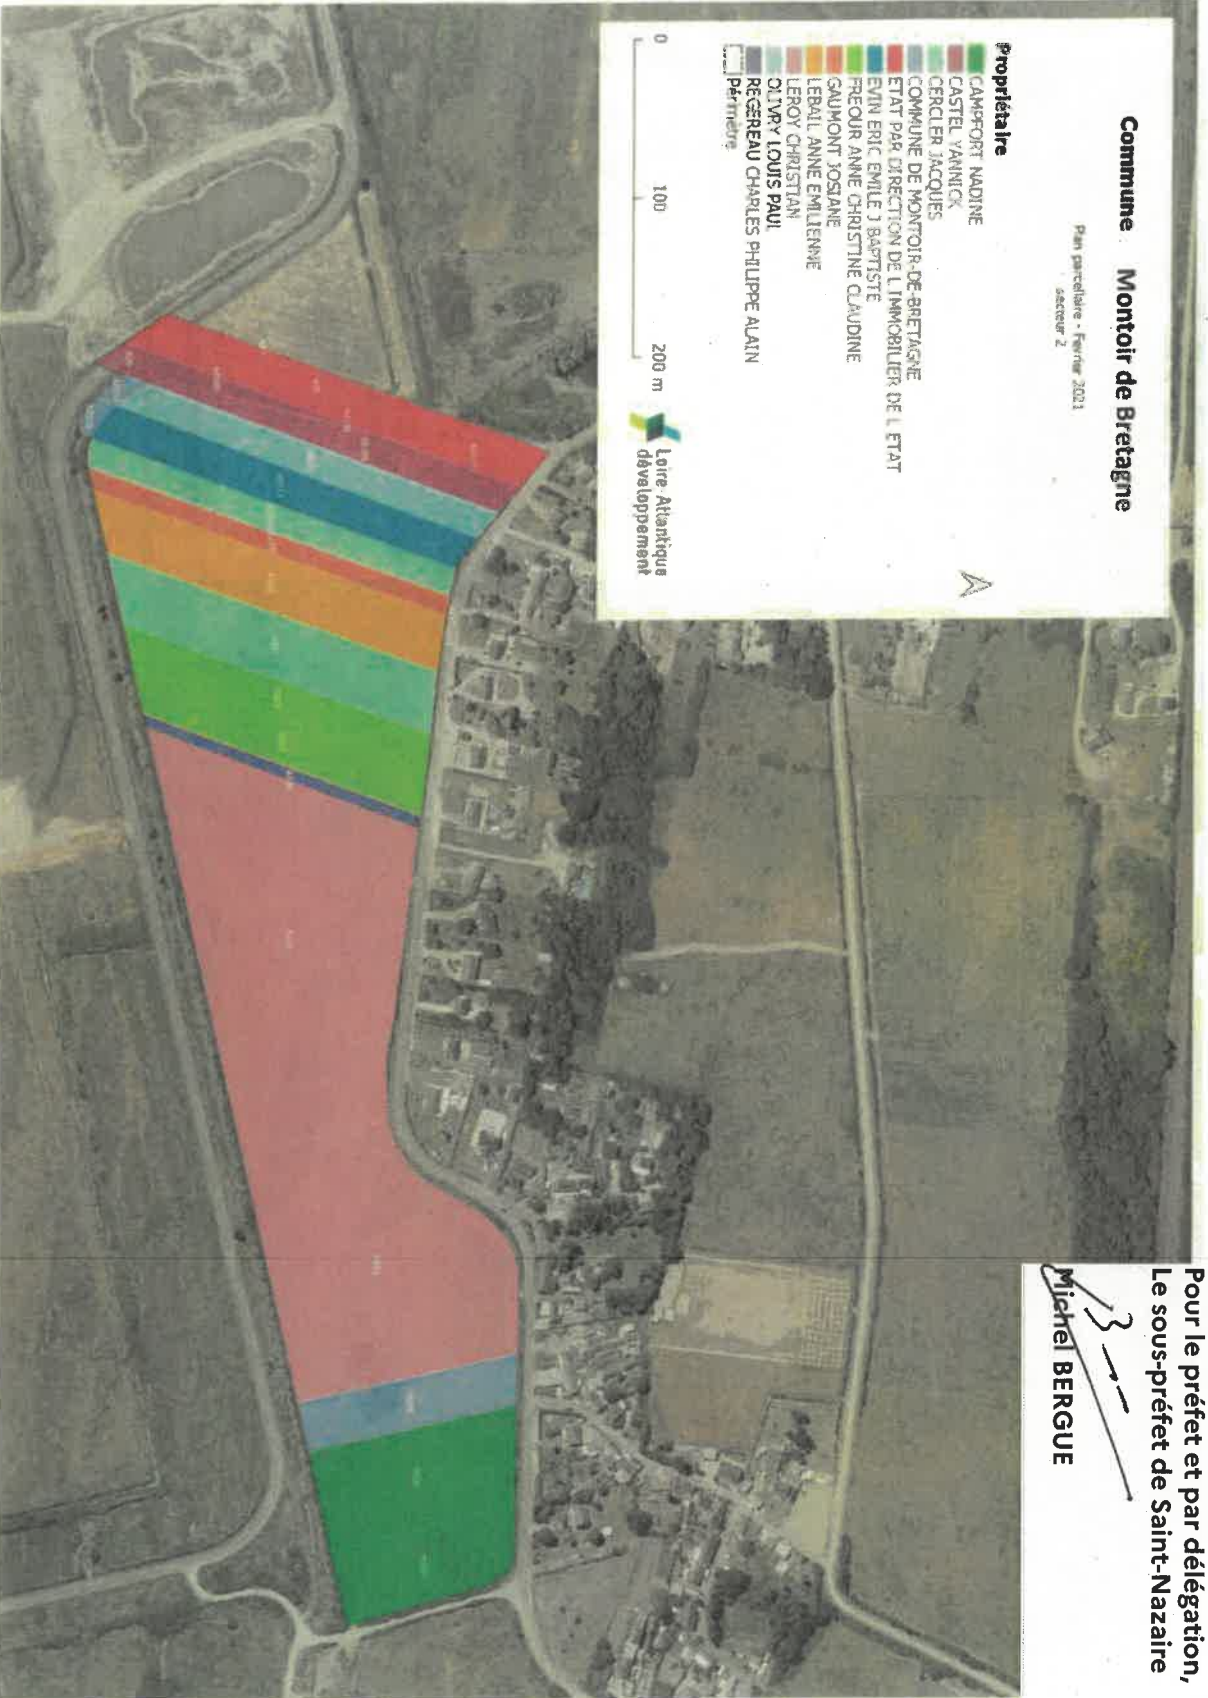 Commune Montoir de Bretagne
Plan parcellaire - Février 2021
secteur 2
Propriétaire
CAMPFORT NADINE
CASTEL YANNICK
CERCLER JACQUES
COMMUNE DE MONTOIR-DE-BRETAGNE
ETAT PAR DIRECTION DE L IMMOBILIER DE L ETAT
EVIN ERIC EMILE J BAPTISTE
FREOUR ANNE CHRISTINE CLAUDINE
GAUMONT JOSIANE
LEBAIL ANNE EMILIENNE
LEROY CHRISTIAN
OLIVRY LOUIS PAUL
REGEREAU CHARLES PHILIPPE ALAIN
Périmètre
0 100 200 m
Loire-Atlantique
développement
Pour le préfet et par délégation,
Le sous-préfet de Saint-Nazaire
Michel BERGUE